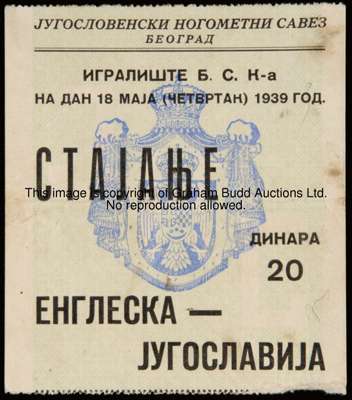 ЈУГОСЛОВЕНСКИ НОГОМЕТНИ САВЕЗ
БЕОГРАД
ИГРАЛИШТЕ Б. С. К-а
НА ДАН 18 МАЈА (ЧЕТВРТАК) 1939 ГОД.
СТАЈАЊЕ
This image is copyright of Graham Budd Auctions Ltd.
No reproduction allowed.
ДИНАРА
20
ЕНГЛЕСКА —
ЈУГОСЛАВИЈА